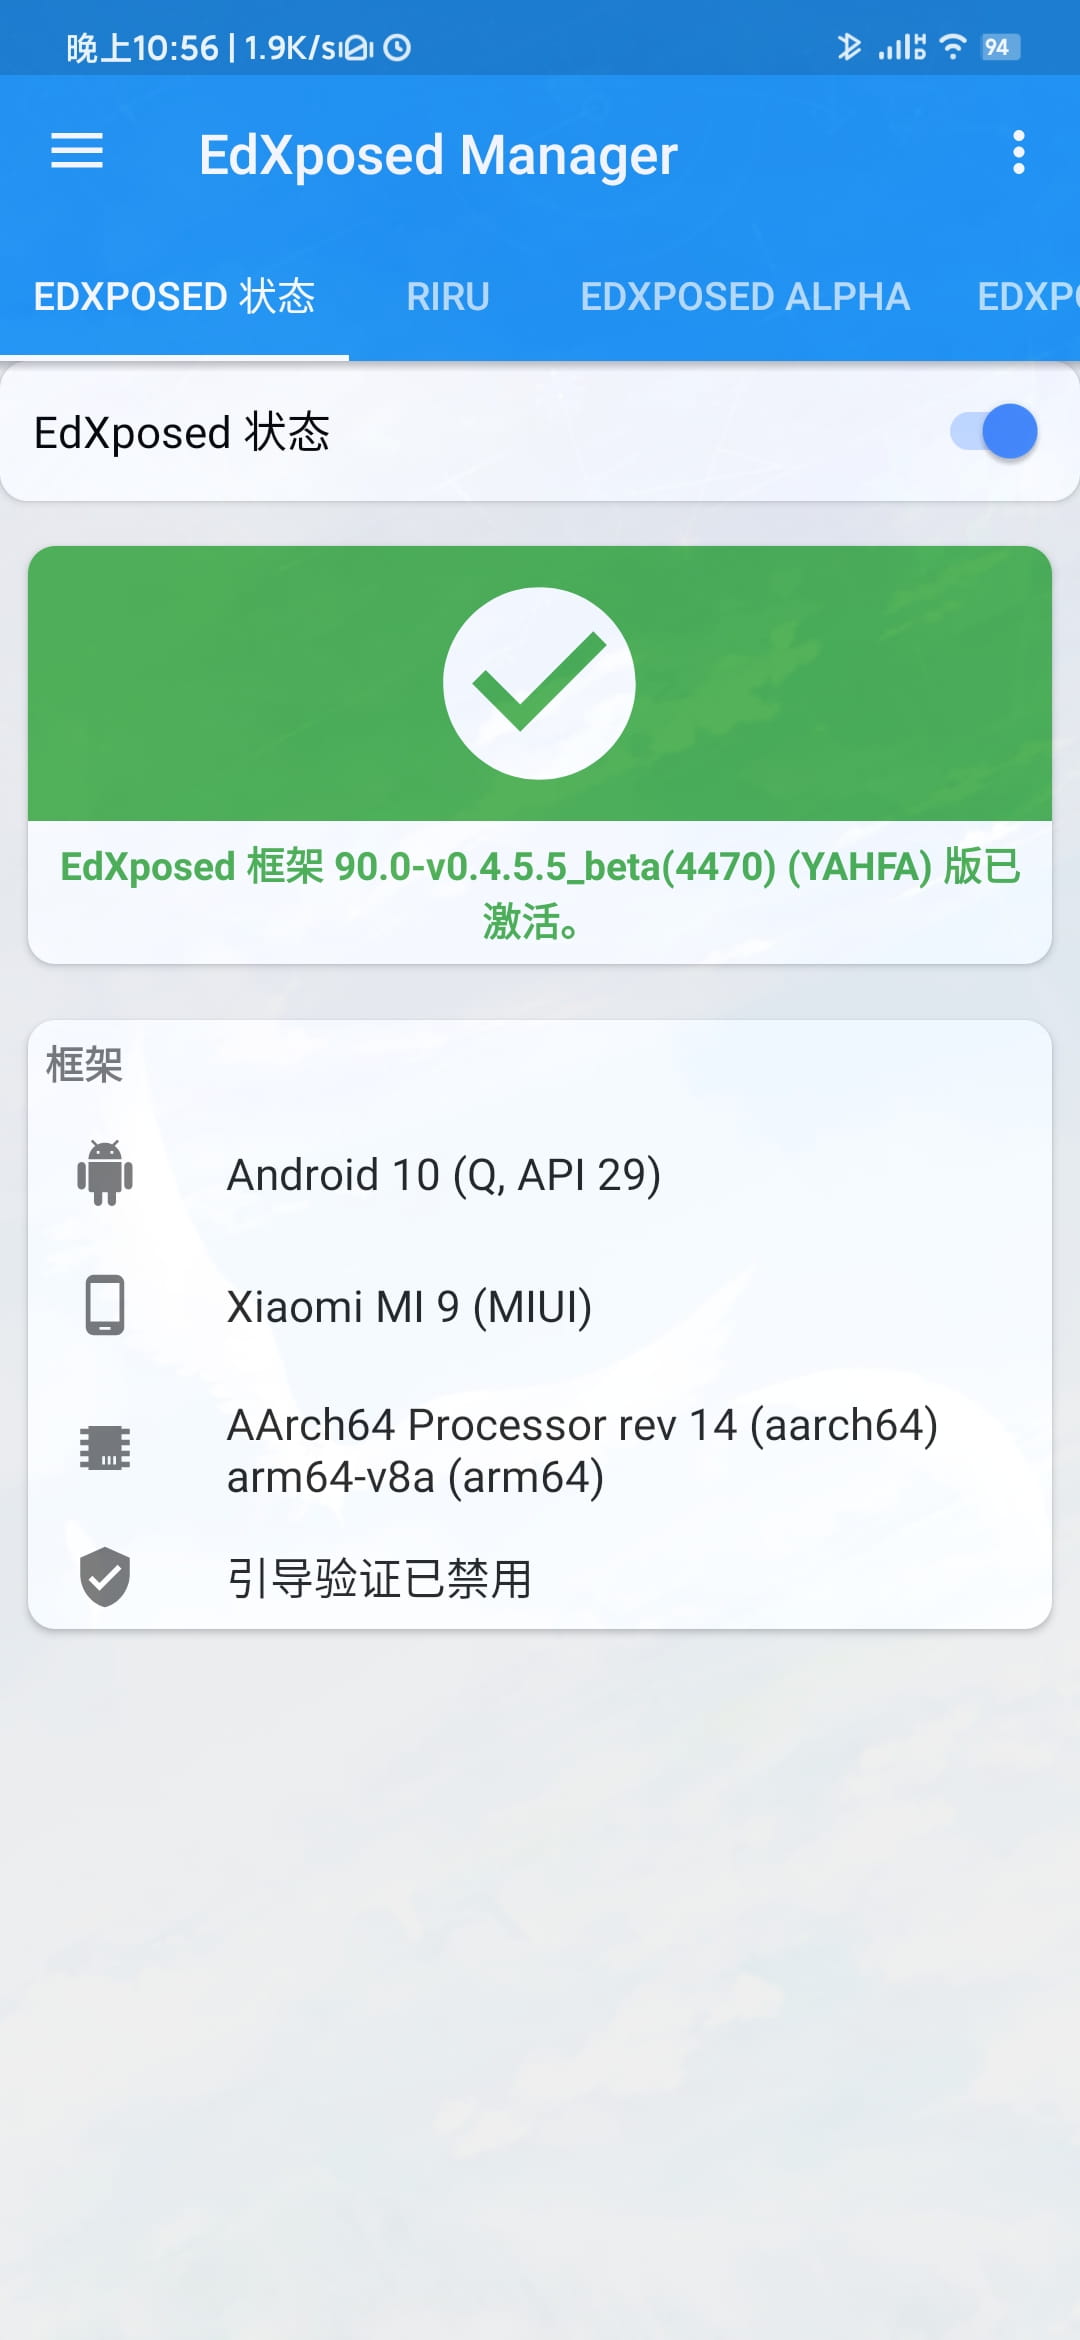 晚上10:56 | 1.9K/s
94
EdXposed Manager
EDXPOSED 状态 RIRU EDXPOSED ALPHA EDXP
EdXposed 状态
EdXposed 框架 90.0-v0.4.5.5_beta(4470) (YAHFA) 版已
激活。
框架
Android 10 (Q, API 29)
Xiaomi MI 9 (MIUI)
AArch64 Processor rev 14 (aarch64)
arm64-v8a (arm64)
引导验证已禁用